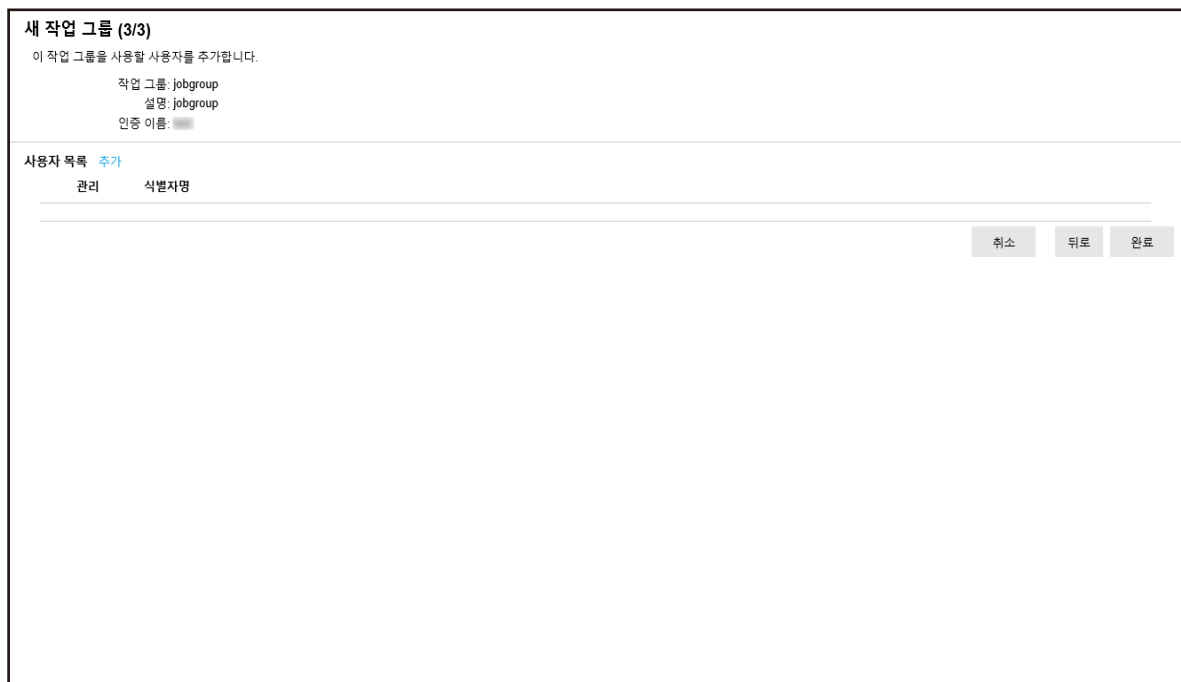 새 작업 그룹 (3/3)
이 작업 그룹을 사용할 사용자를 추가합니다.
작업 그룹: jobgroup
설명: jobgroup
인증 이름:
사용자 목록 추가
관리 식별자명
취소 뒤로 완료